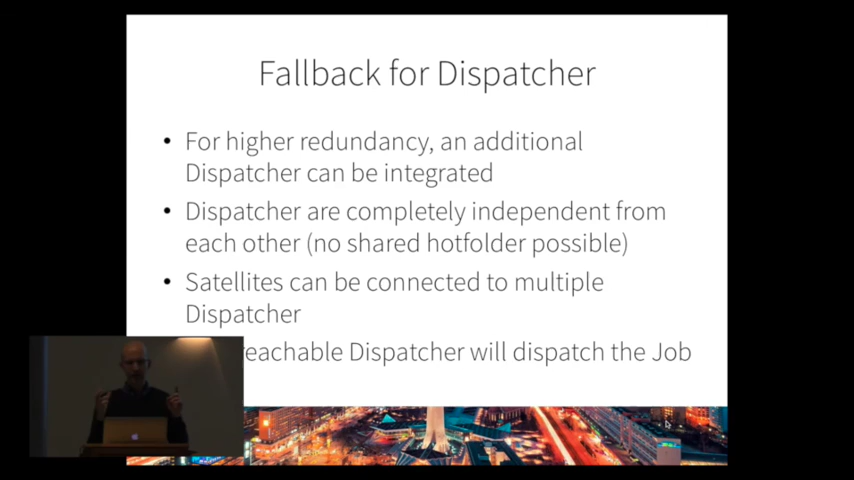 Fallback for Dispatcher
• For higher redundancy, an additional
Dispatcher can be integrated
• Dispatcher are completely independent from
each other (no shared hotfolder possible)
• Satellites can be connected to multiple
Dispatcher
reachable Dispatcher will dispatch the Job